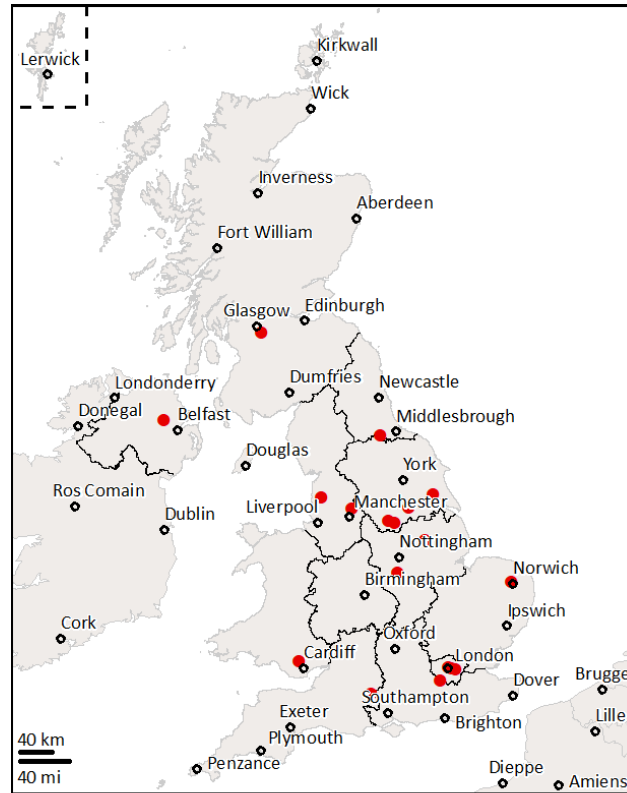 Kirkwall
Lerwick
Wick
Inverness
Aberdeen
Fort William
Glasgow
Edinburgh
Londonderry
Dumfries
Newcastle
Donegal
Belfast
Middlesbrough
Douglas
York
Ros Comain
Liverpool
Manchester
Dublin
Nottingham
Birmingham
Norwich
Ipswich
Cork
Oxford
Cardiff
London
Southampton
Dover
Brugge
Exeter
Brighton
Lille
Plymouth
40 km
Penzance
40 mi
Dieppe
Amiens